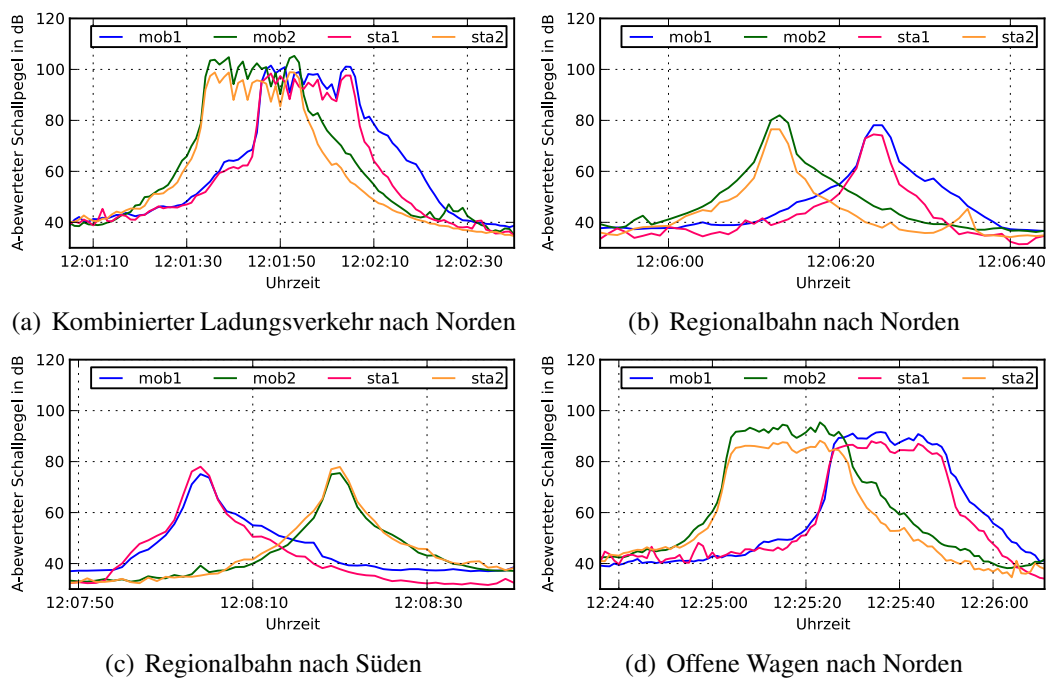 A-bewerteter Schallpegel in dB
120
100
80
60
40
mob1 mob2 sta1 sta2
12:01:10 12:01:30 12:01:50 12:02:10 12:02:30
Uhrzeit
(a) Kombinierter Ladungsverkehr nach Norden
A-bewerteter Schallpegel in dB
120
100
80
60
40
mob1 mob2 sta1 sta2
12:06:00 12:06:20 12:06:40
Uhrzeit
(b) Regionalbahn nach Norden
A-bewerteter Schallpegel in dB
120
100
80
60
40
mob1 mob2 sta1 sta2
12:07:50 12:08:10 12:08:30
Uhrzeit
(c) Regionalbahn nach Süden
A-bewerteter Schallpegel in dB
120
100
80
60
40
mob1 mob2 sta1 sta2
12:24:40 12:25:00 12:25:20 12:25:40 12:26:00
Uhrzeit
(d) Offene Wagen nach Norden